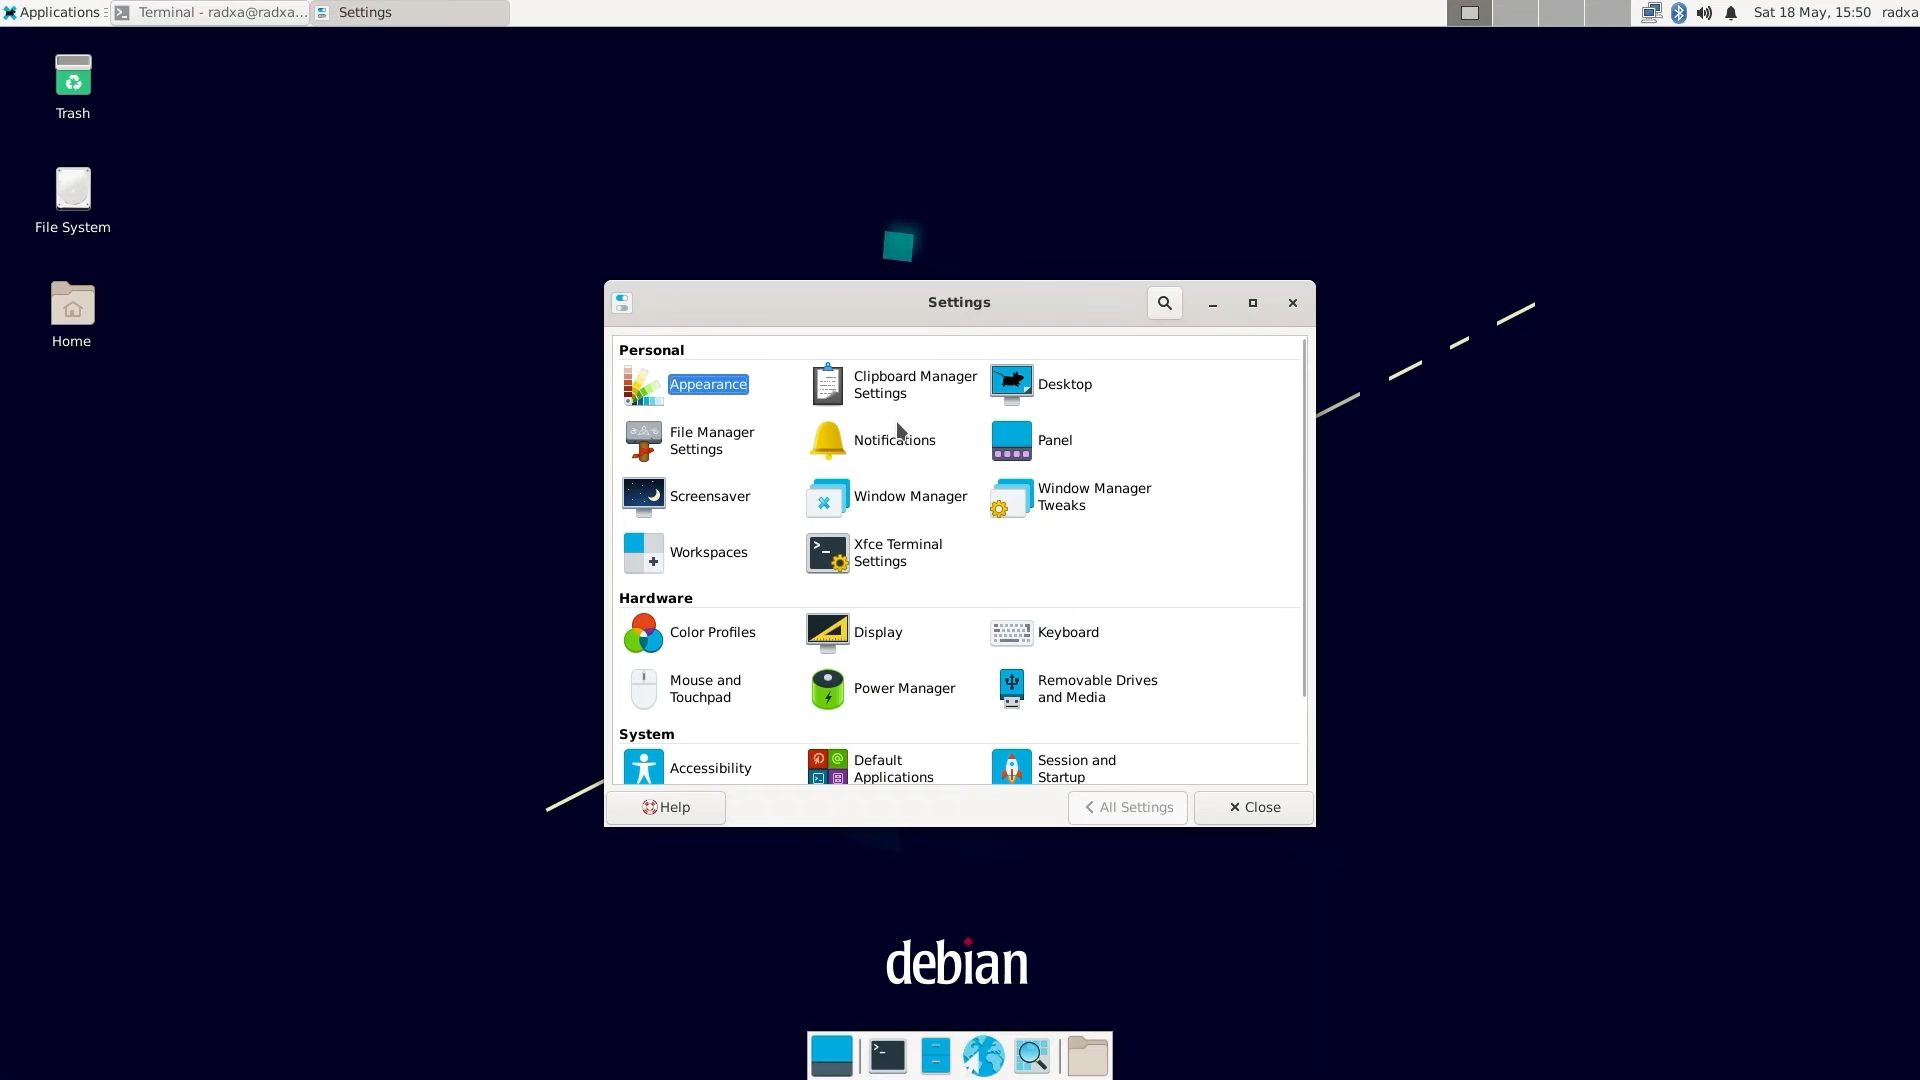 Applications
Terminal - radxa@radxa...
Settings
Sat 18 May, 15:50
radxa
Trash
File System
Home
Settings
Personal
Appearance
Clipboard Manager
Settings
Desktop
File Manager
Settings
Notifications
Panel
Screensaver
Window Manager
Window Manager
Tweaks
Workspaces
Xfce Terminal
Settings
Hardware
Color Profiles
Display
Keyboard
Mouse and
Touchpad
Power Manager
Removable Drives
and Media
System
Accessibility
Default
Applications
Session and
Startup
Help
All Settings
Close
debian